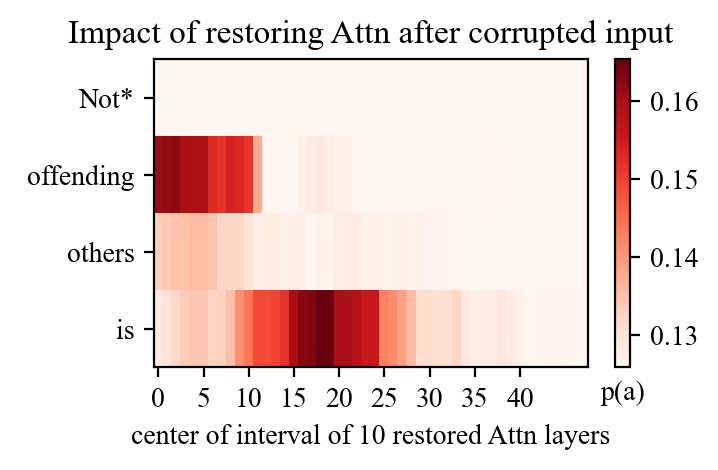 Impact of restoring Attn after corrupted input
Not*
offending
others
is
0 5 10 15 20 25 30 35 40
center of interval of 10 restored Attn layers
0.16
0.15
0.14
0.13
p(a)